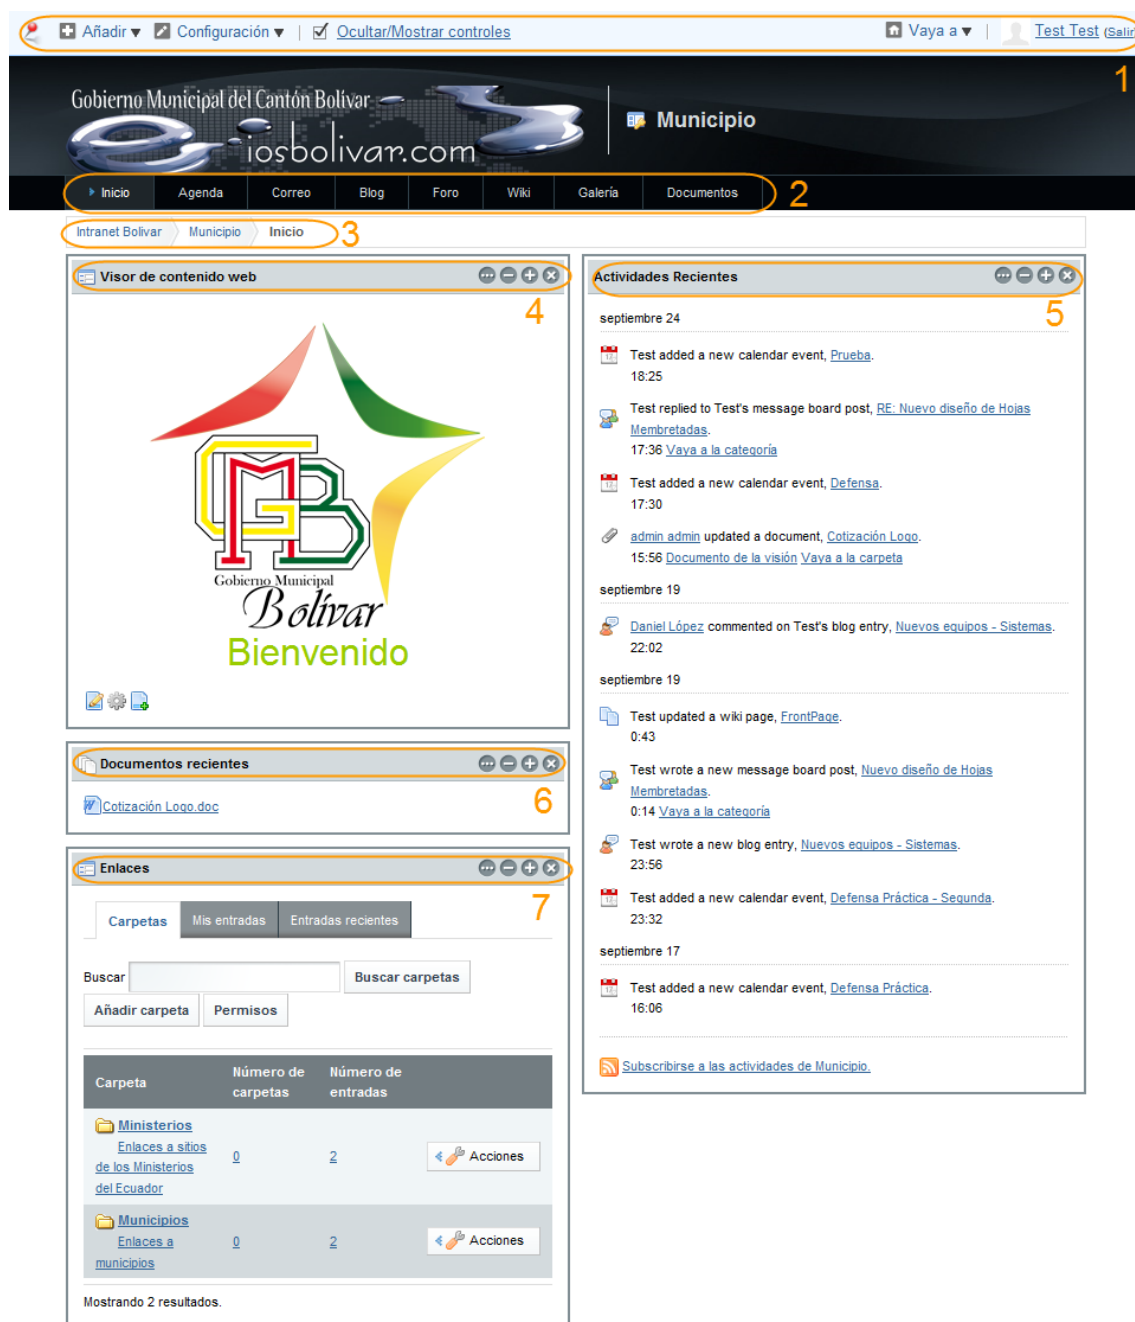 Añadir ▼ Configuración ▼ | Ocultar/Mostrar controles
Vaya a ▼ | Test Test (Salir)
1
Gobierno Municipal del Cantón Bolívar
e-iosbolivar.com
Municipio
Inicio Agenda Correo Blog Foro Wiki Galería Documentos
2
Intranet Bolivar Municipio Inicio
3
Visor de contenido web
4
GMB
Gobierno Municipal
Bolívar
Bienvenido
Documentos recientes
6
Cotización Logo.doc
Enlaces
7
Carpetas Mis entradas Entradas recientes
Buscar Buscar carpetas
Añadir carpeta Permisos
Carpeta Número de carpetas Número de entradas
Ministerios
Enlaces a sitios
de los Ministerios
del Ecuador
0 2 Acciones
Municipios
Enlaces a
municipios
0 2 Acciones
Mostrando 2 resultados.
Actividades Recientes
5
septiembre 24
Test added a new calendar event, Prueba.
18:25
Test replied to Test's message board post, RE: Nuevo diseño de Hojas
Membretadas.
17:36 Vaya a la categoría
Test added a new calendar event, Defensa.
17:30
admin admin updated a document, Cotización Logo.
15:56 Documento de la visión Vaya a la carpeta
septiembre 19
Daniel López commented on Test's blog entry, Nuevos equipos - Sistemas.
22:02
septiembre 19
Test updated a wiki page, FrontPage.
0:43
Test wrote a new message board post, Nuevo diseño de Hojas
Membretadas.
0:14 Vaya a la categoría
Test wrote a new blog entry, Nuevos equipos - Sistemas.
23:56
Test added a new calendar event, Defensa Práctica - Segunda.
23:32
septiembre 17
Test added a new calendar event, Defensa Práctica.
16:06
Subscribirse a las actividades de Municipio.